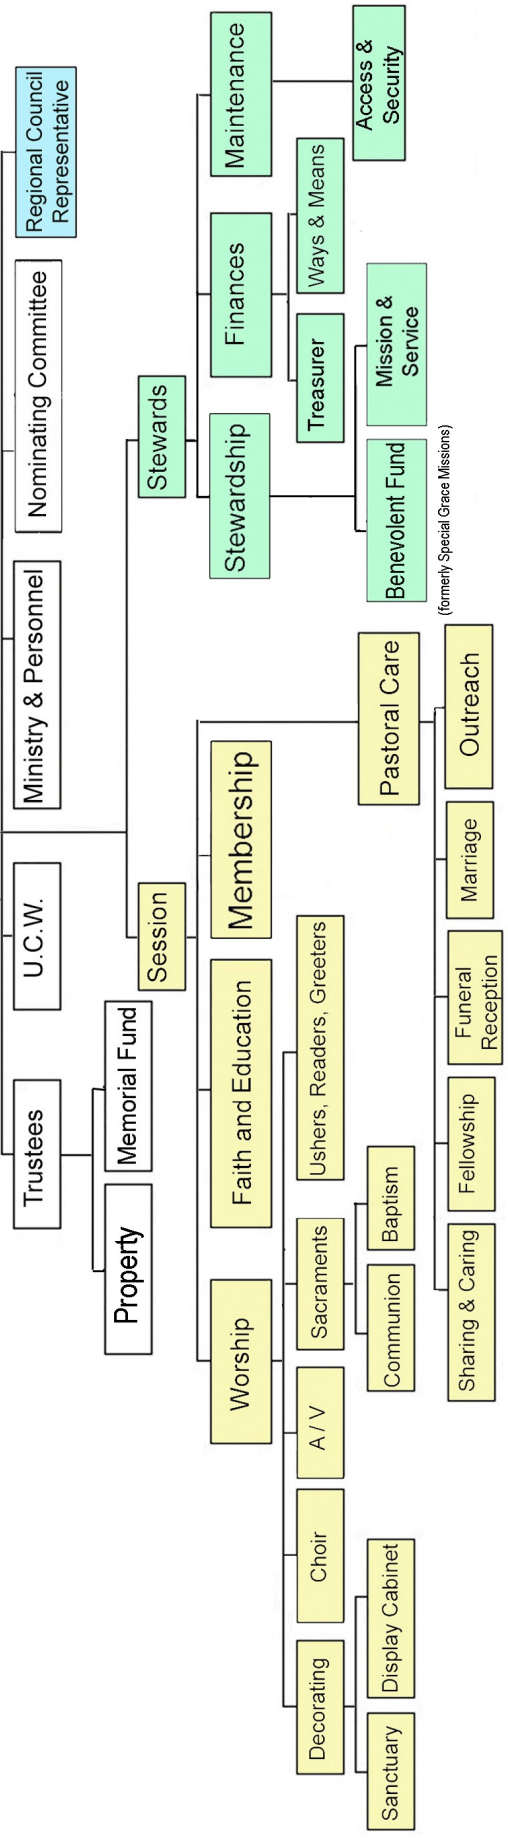 Trustees
U.C.W.
Ministry & Personnel
Nominating Committee
Regional Council
Representative
Property
Memorial Fund
Session
Stewards
Worship
Faith and Education
Membership
Stewardship
Finances
Maintenance
Decorating
Choir
A / V
Sacraments
Ushers, Readers, Greeters
Treasurer
Ways & Means
Sanctuary
Display Cabinet
Communion
Baptism
Pastoral Care
Benevolent Fund
(formerly Special Grace Missions)
Mission &
Service
Access &
Security
Sharing & Caring
Fellowship
Funeral
Reception
Marriage
Outreach